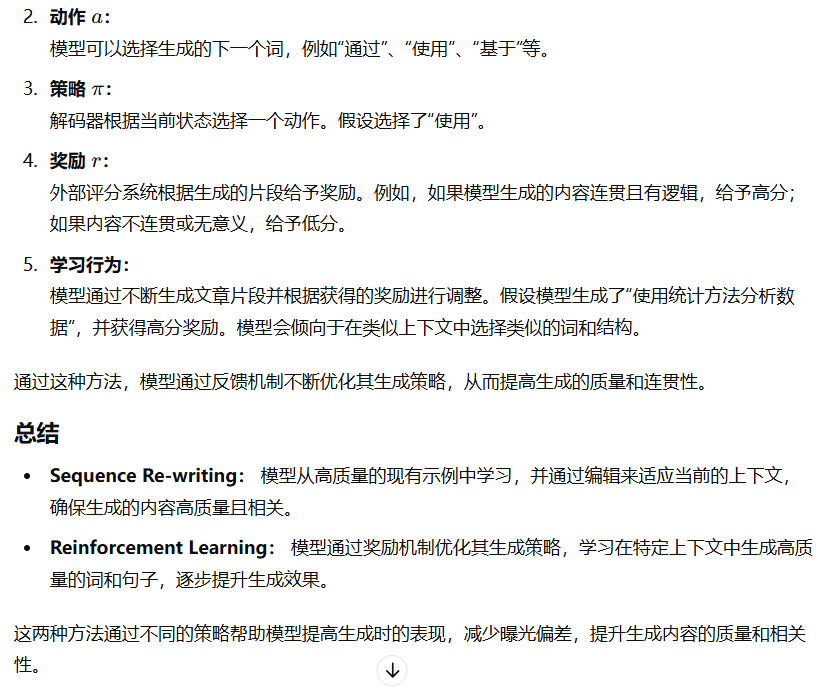 2. 动作 a：
模型可以选择生成的下一个词，例如“通过”、“使用”、“基于”等。
3. 策略 π：
解码器根据当前状态选择一个动作。假设选择了“使用”。
4. 奖励 r：
外部评分系统根据生成的片段给予奖励。例如，如果模型生成的内容连贯且有逻辑，给予高分；
如果内容不连贯或无意义，给予低分。
5. 学习行为：
模型通过不断生成文章片段并根据获得的奖励进行调整。假设模型生成了“使用统计方法分析数
据”，并获得高分奖励。模型会倾向于在类似上下文中选择类似的词和结构。
通过这种方法，模型通过反馈机制不断优化其生成策略，从而提高生成的质量和连贯性。
总结
• Sequence Re-writing： 模型从高质量的现有示例中学习，并通过编辑来适应当前的上下文，
确保生成的内容高质量且相关。
• Reinforcement Learning： 模型通过奖励机制优化其生成策略，学习在特定上下文中生成高质
量的词和句子，逐步提升生成效果。
这两种方法通过不同的策略帮助模型提高生成时的表现，减少曝光偏差，提升生成内容的质量和相关
性。